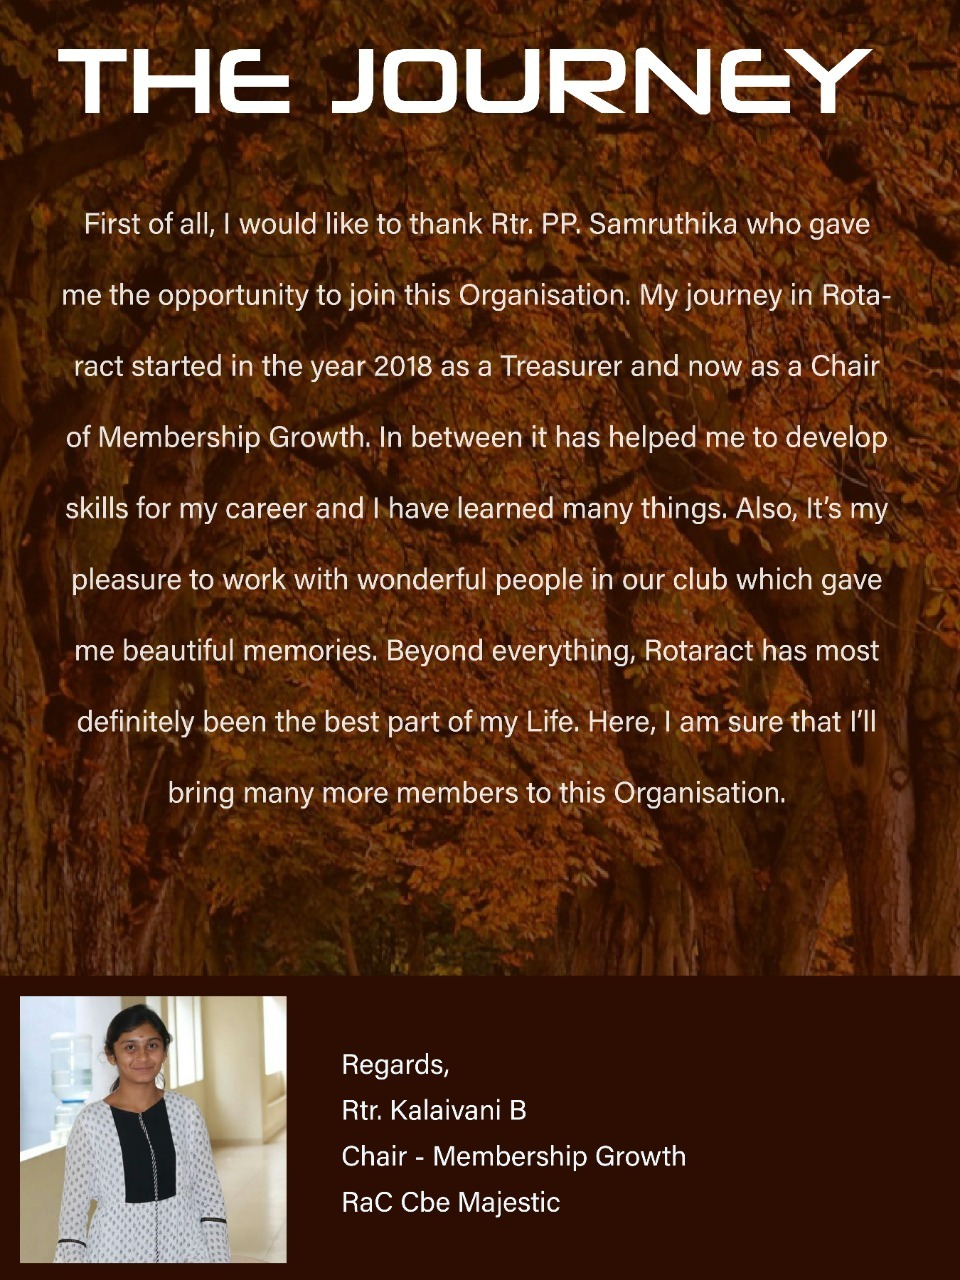 THE JOURNEY
First of all, I would like to thank Rtr. PP. Samruthika who gave
me the opportunity to join this Organisation. My journey in Rota-
ract started in the year 2018 as a Treasurer and now as a Chair
of Membership Growth. In between it has helped me to develop
skills for my career and I have learned many things. Also, It’s my
pleasure to work with wonderful people in our club which gave
me beautiful memories. Beyond everything, Rotaract has most
definitely been the best part of my Life. Here, I am sure that I’ll
bring many more members to this Organisation.
Regards,
Rtr. Kalaivani B
Chair - Membership Growth
RaC Cbe Majestic